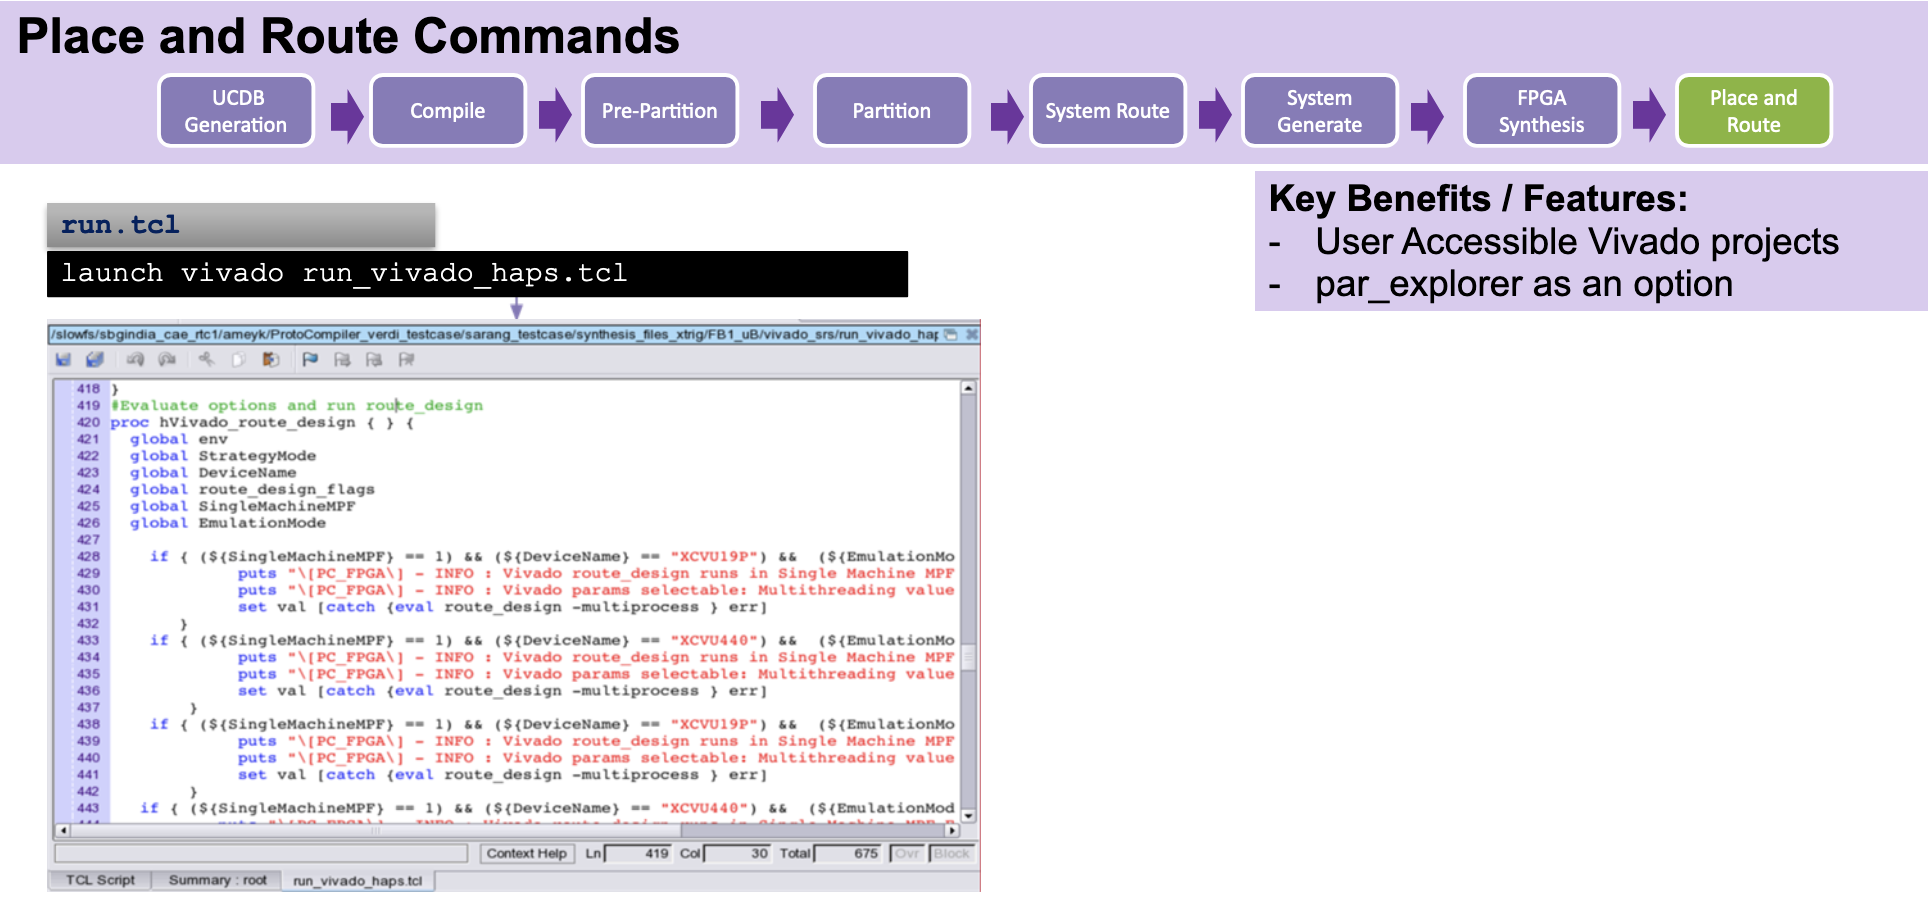 Place and Route Commands
UCDB
Generation
Compile
Pre-Partition
Partition
System Route
System
Generate
FPGA
Synthesis
Place and
Route
Key Benefits / Features:
- User Accessible Vivado projects
- par_explorer as an option
run.tcl
launch vivado run_vivado_haps.tcl
/slowfs/sbgindia_cae_rtc1/ameyk/ProtoCompiler_verdi_testcase/sarang_testcase/synthesis_files_xtrig/FB1_uB/vivado_srs/run_vivado_hap
418 }
419 #Evaluate options and run route_design
420 proc hVivado_route_design { } {
421 global env
422 global StrategyMode
423 global DeviceName
424 global route_design_flags
425 global SingleMachineMPF
426 global EmulationMode
427
428 if { (${SingleMachineMPF} == 1) && (${DeviceName} == "XCVU19P") && (${EmulationMo
429 puts "\[PC_FPGA\] - INFO : Vivado route_design runs in Single Machine MPF
430 puts "\[PC_FPGA\] - INFO : Vivado params selectable: Multithreading value
431 set val [catch {eval route_design -multiprocess } err]
432 }
433 if { (${SingleMachineMPF} == 1) && (${DeviceName} == "XCVU440") && (${EmulationMo
434 puts "\[PC_FPGA\] - INFO : Vivado route_design runs in Single Machine MPF
435 puts "\[PC_FPGA\] - INFO : Vivado params selectable: Multithreading value
436 set val [catch {eval route_design -multiprocess } err]
437 }
438 if { (${SingleMachineMPF} == 1) && (${DeviceName} == "XCVU19P") && (${EmulationMo
439 puts "\[PC_FPGA\] - INFO : Vivado route_design runs in Single Machine MPF
440 puts "\[PC_FPGA\] - INFO : Vivado params selectable: Multithreading value
441 set val [catch {eval route_design -multiprocess } err]
442 }
443 if { (${SingleMachineMPF} == 1) && (${DeviceName} == "XCVU440") && (${EmulationMod
Context Help Ln 419 Col 30 Total 675 Ovr Block
TCL Script Summary : root run_vivado_haps.tcl